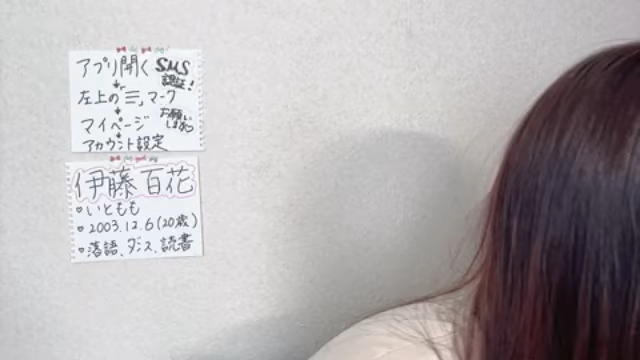 アプリ開く SMS認証!
左上の三マーク
マイページ お願いします
アカウント設定
伊藤百花
♡いともも
♡2003.12.6(20歳)
♡落語、ダンス、読書